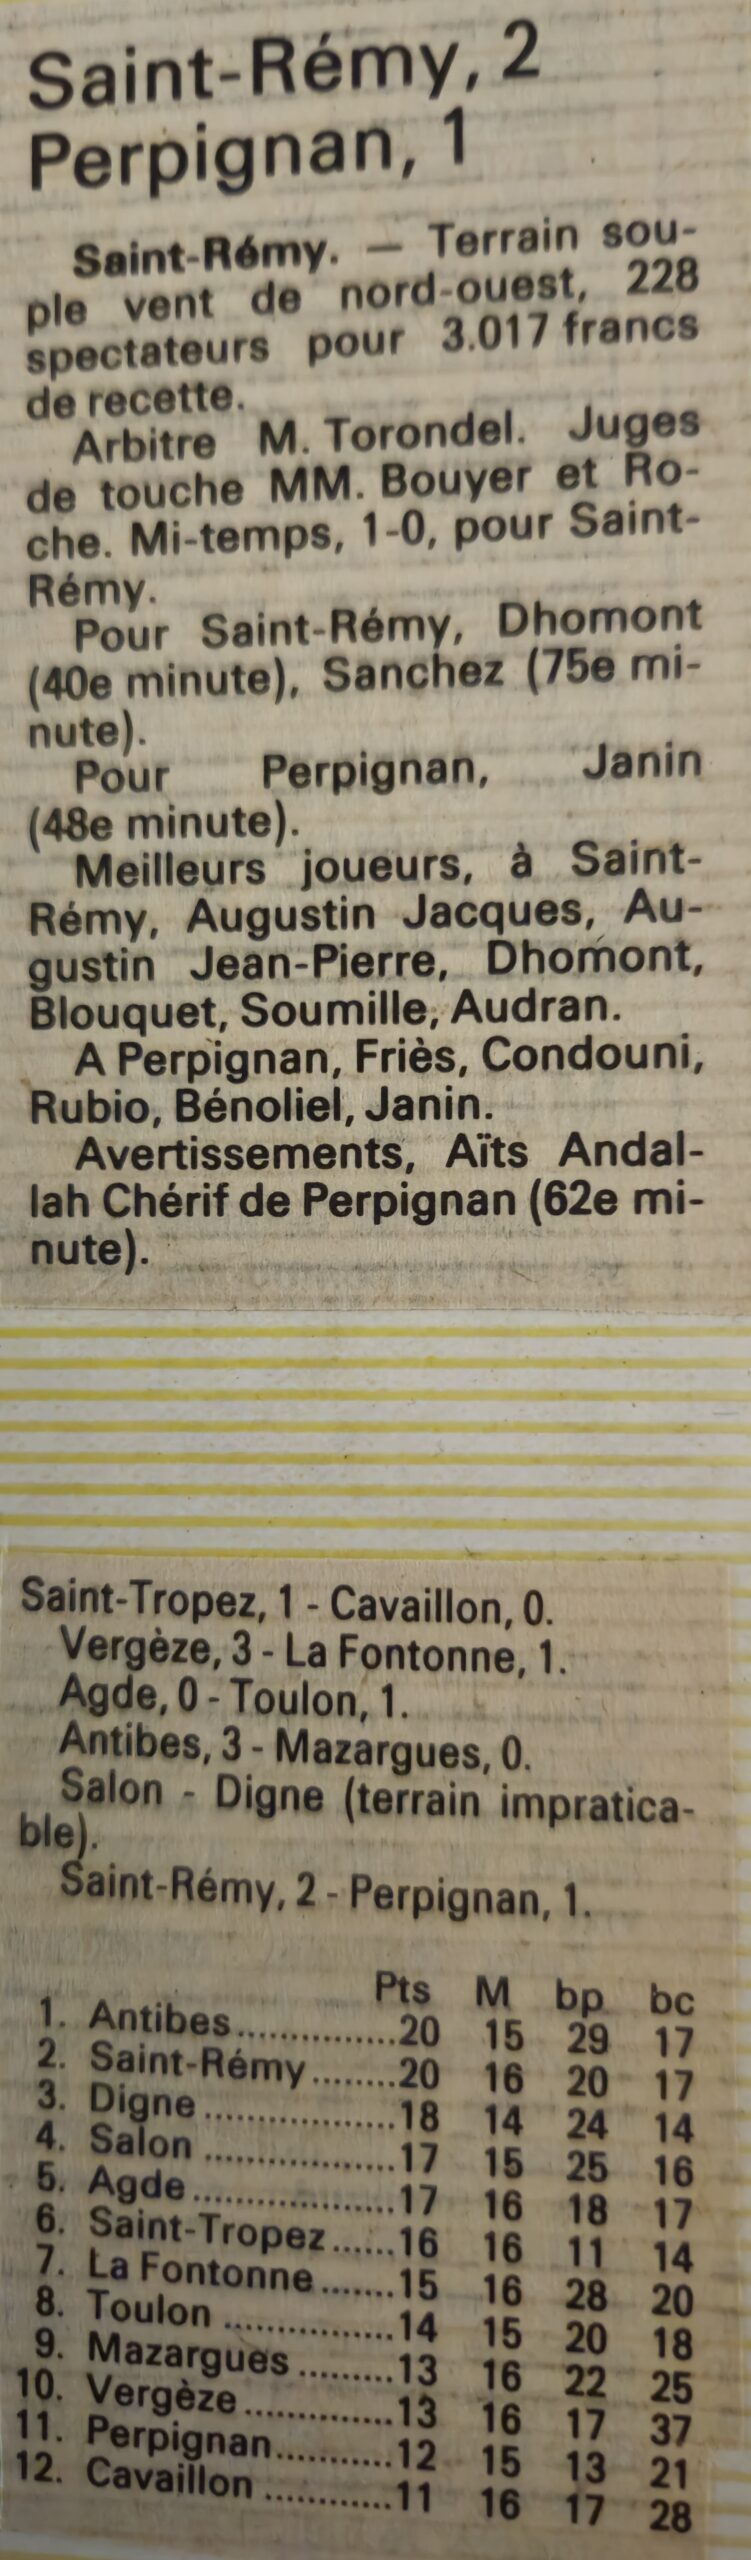 Saint-Rémy, 2
Perpignan, 1
Saint-Rémy. — Terrain sou-
ple vent de nord-ouest, 228
spectateurs pour 3.017 francs
de recette.
Arbitre M. Torondel. Juges
de touche MM. Bouyer et Ro-
che. Mi-temps, 1-0, pour Saint-
Rémy.
Pour Saint-Rémy, Dhomont
(40e minute), Sanchez (75e mi-
nute).
Pour Perpignan, Janin
(48e minute).
Meilleurs joueurs, à Saint-
Rémy, Augustin Jacques, Au-
gustin Jean-Pierre, Dhomont,
Blouquet, Soumille, Audran.
A Perpignan, Friès, Condouni,
Rubio, Bénoliel, Janin.
Avertissements, Aïts Andal-
lah Chérif de Perpignan (62e mi-
nute).
Saint-Tropez, 1 - Cavaillon, 0.
Vergèze, 3 - La Fontonne, 1.
Agde, 0 - Toulon, 1.
Antibes, 3 - Mazargues, 0.
Salon - Digne (terrain impratica-
ble).
Saint-Rémy, 2 - Perpignan, 1.
Pts M bp bc
1. Antibes...............20 15 29 17
2. Saint-Rémy........20 16 20 17
3. Digne..................18 14 24 14
4. Salon..................17 15 25 16
5. Agde...................17 16 18 17
6. Saint-Tropez......16 16 11 14
7. La Fontonne.......15 16 28 20
8. Toulon................14 15 20 18
9. Mazargues.........13 16 22 25
10. Vergèze..............13 16 17 37
11. Perpignan...........12 15 13 21
12. Cavaillon............11 16 17 28